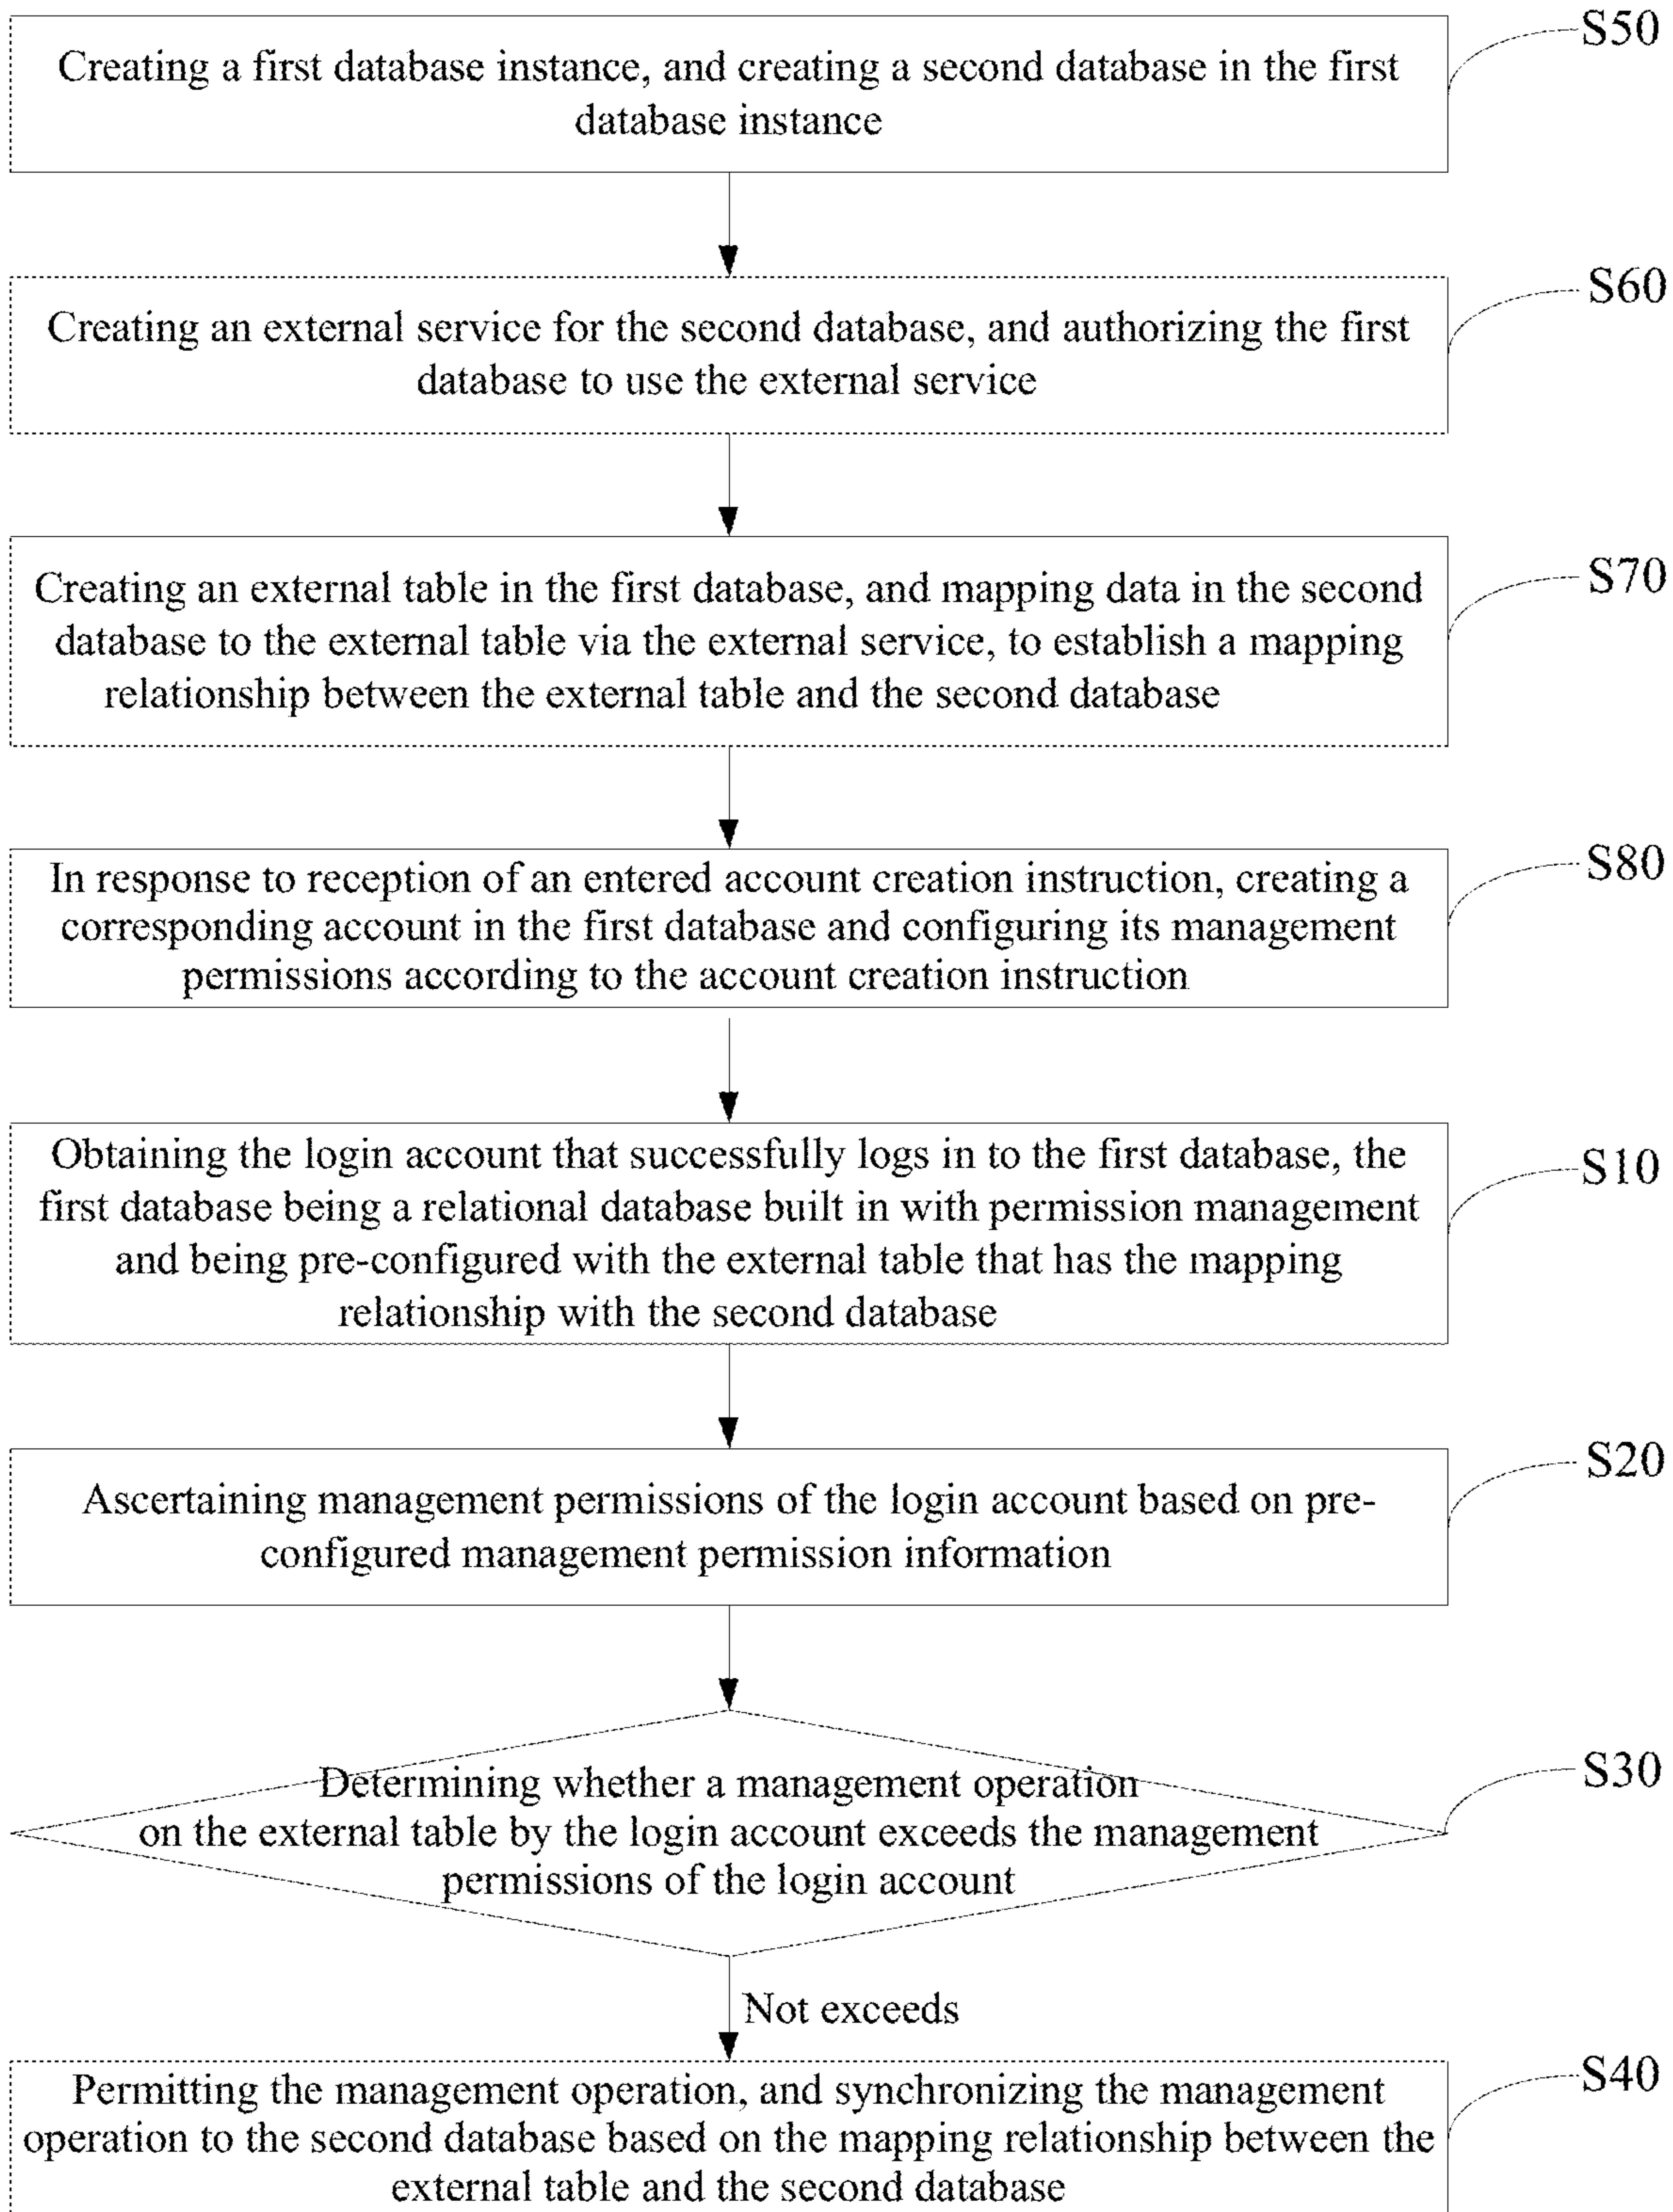 S50
Creating a first database instance, and creating a second database in the first
database instance
S60
Creating an external service for the second database, and authorizing the first
database to use the external service
S70
Creating an external table in the first database, and mapping data in the second
database to the external table via the external service, to establish a mapping
relationship between the external table and the second database
S80
In response to reception of an entered account creation instruction, creating a
corresponding account in the first database and configuring its management
permissions according to the account creation instruction
S10
Obtaining the login account that successfully logs in to the first database, the
first database being a relational database built in with permission management
and being pre-configured with the external table that has the mapping
relationship with the second database
S20
Ascertaining management permissions of the login account based on pre-
configured management permission information
S30
Determining whether a management operation
on the external table by the login account exceeds the management
permissions of the login account
Not exceeds
S40
Permitting the management operation, and synchronizing the management
operation to the second database based on the mapping relationship between the
external table and the second database